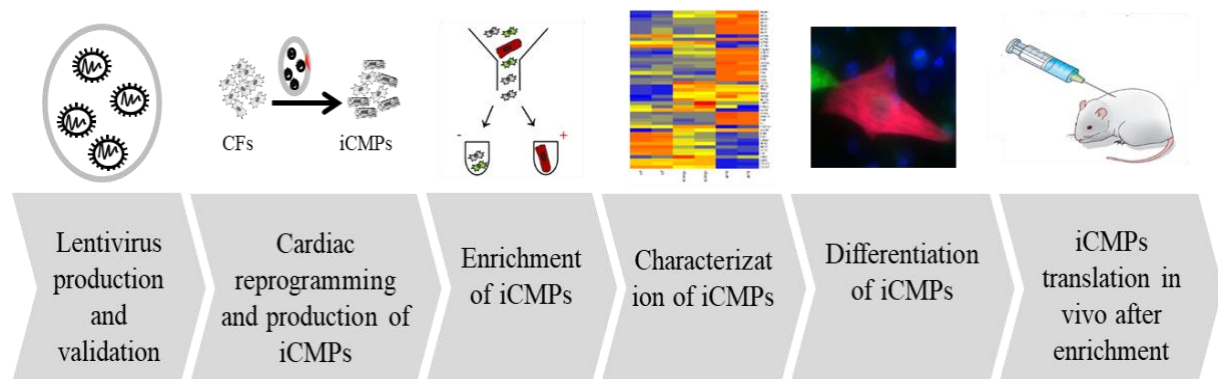 CFs
iCMPs
-
+
Lentivirus
production
and
validation
Cardiac
reprogramming
and production of
iCMPs
Enrichment
of iCMPs
Characterizat
ion of iCMPs
Differentiation
of iCMPs
iCMPs
translation in
vivo after
enrichment